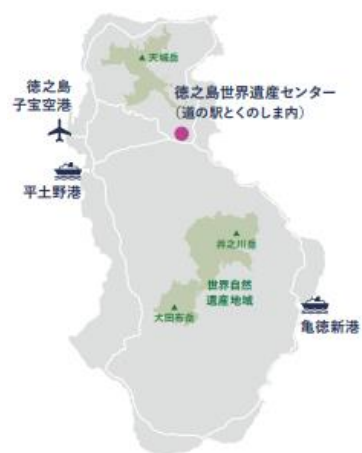 天城岳
徳之島
子宝空港
徳之島世界遺産センター
（道の駅とくのしま内）
平土野港
井之川岳
世界自然
遺産地域
犬田布岳
亀徳新港